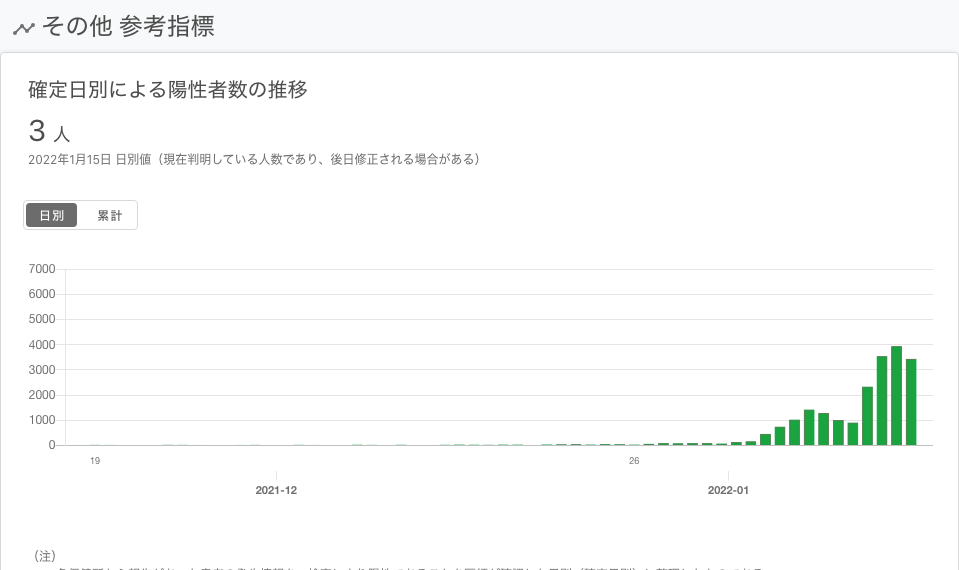 その他 参考指標
確定日別による陽性者数の推移
3 人
2022年1月15日 日別値（現在判明している人数であり、後日修正される場合がある）
日別 累計
7000
6000
5000
4000
3000
2000
1000
0
19 26
2021-12 2022-01
（注）